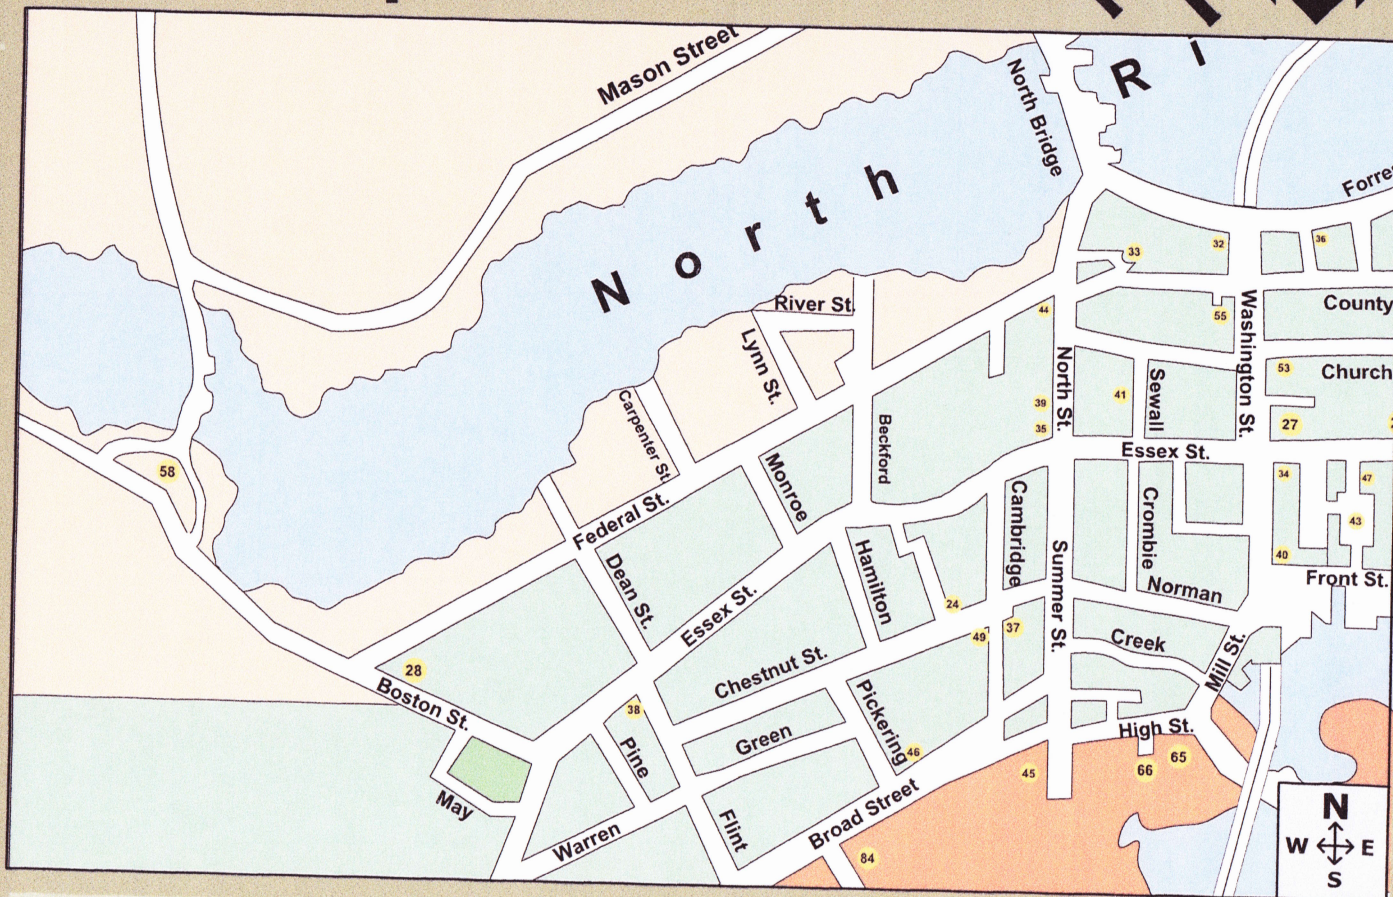 Mason Street
North Bridge
R i
Forre
North
33
32
36
River St.
44
55
County
Lynn St.
Washington St.
North St.
53
Church
Sewall
41
39
35
27
Carpenter St.
Beckford
Essex St.
58
Monroe
34
47
Federal St.
Cambridge
Crombie
43
40
Front St.
Dean St.
Hamilton
Summer St.
Norman
Essex St.
24
37
49
Creek
Mill St.
28
Chestnut St.
Boston St.
38
Pickering
High St.
Green
46
Pine
45
66
65
May
Flint
Broad Street
Warren
84
N
W E
S